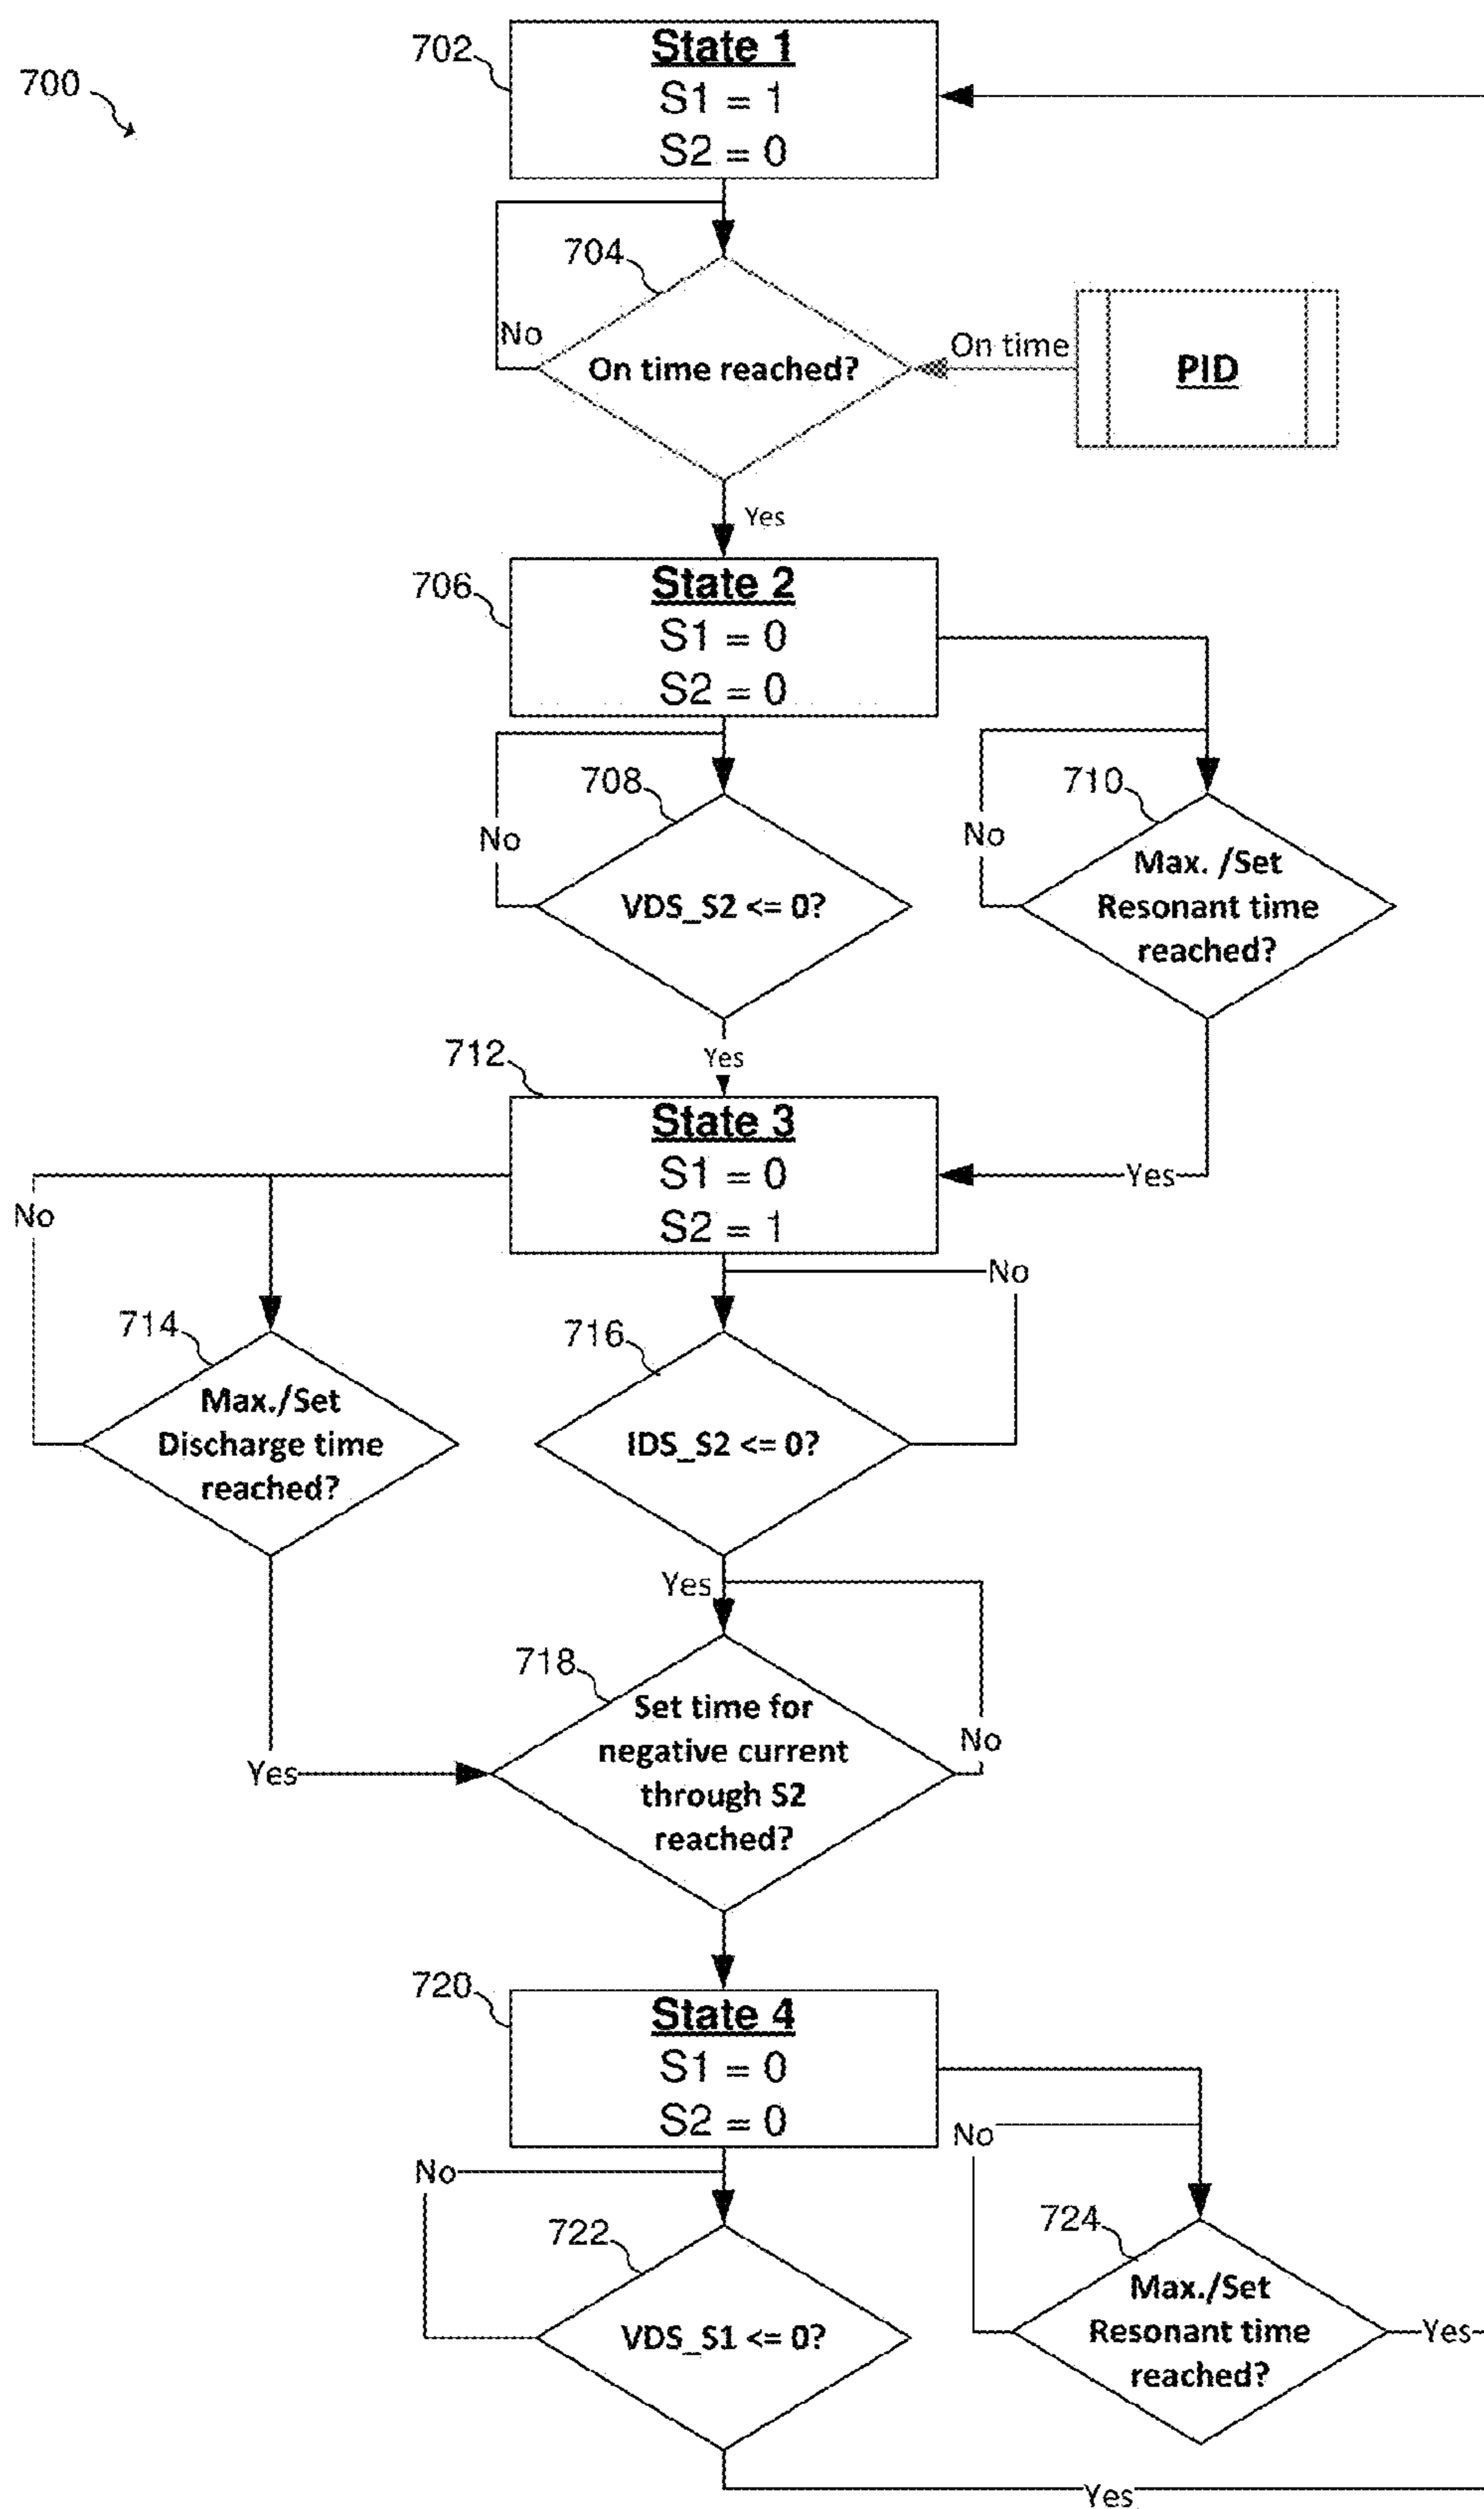 700
702
State 1
S1 = 1
S2 = 0
704
No
On time reached?
On time
PID
Yes
706
State 2
S1 = 0
S2 = 0
708
No
VDS_S2 <= 0?
710
No
Max. /Set
Resonant time
reached?
Yes
712
State 3
S1 = 0
S2 = 1
Yes
No
No
714
Max./Set
Discharge time
reached?
716
IDS_S2 <= 0?
Yes
718
Set time for
negative current
through S2
reached?
No
Yes
720
State 4
S1 = 0
S2 = 0
No
No
722
VDS_S1 <= 0?
724
Max./Set
Resonant time
reached?
Yes
Yes